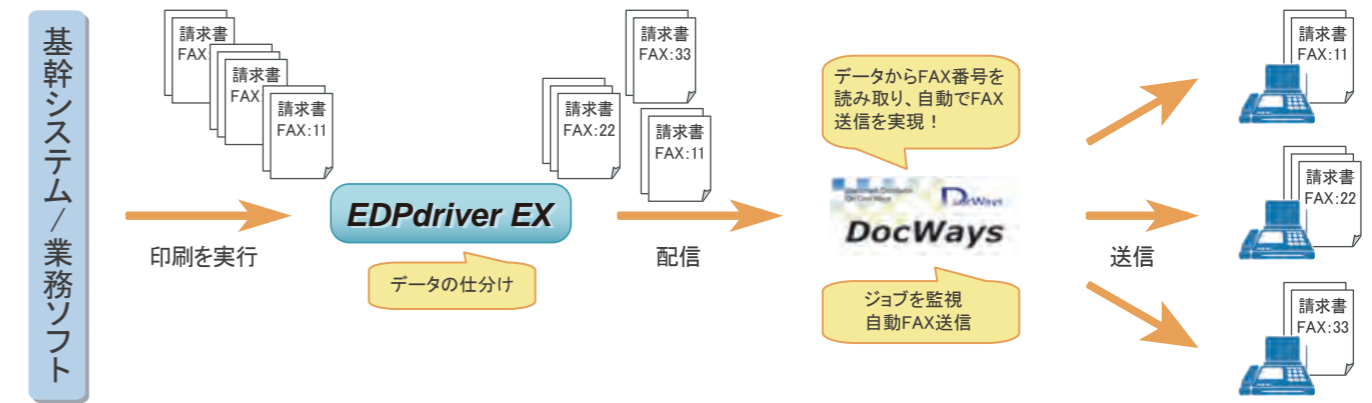 基幹システム/業務ソフト
請求書
FAX:
請求書
FAX:
請求書
FAX:11
印刷を実行
EDPdriver EX
データの仕分け
請求書
FAX:33
請求書
FAX:22
請求書
FAX:11
配信
データからFAX番号を
読み取り、自動でFAX
送信を実現！
DocWays
DocWays
ジョブを監視
自動FAX送信
送信
請求書
FAX:11
請求書
FAX:22
請求書
FAX:33